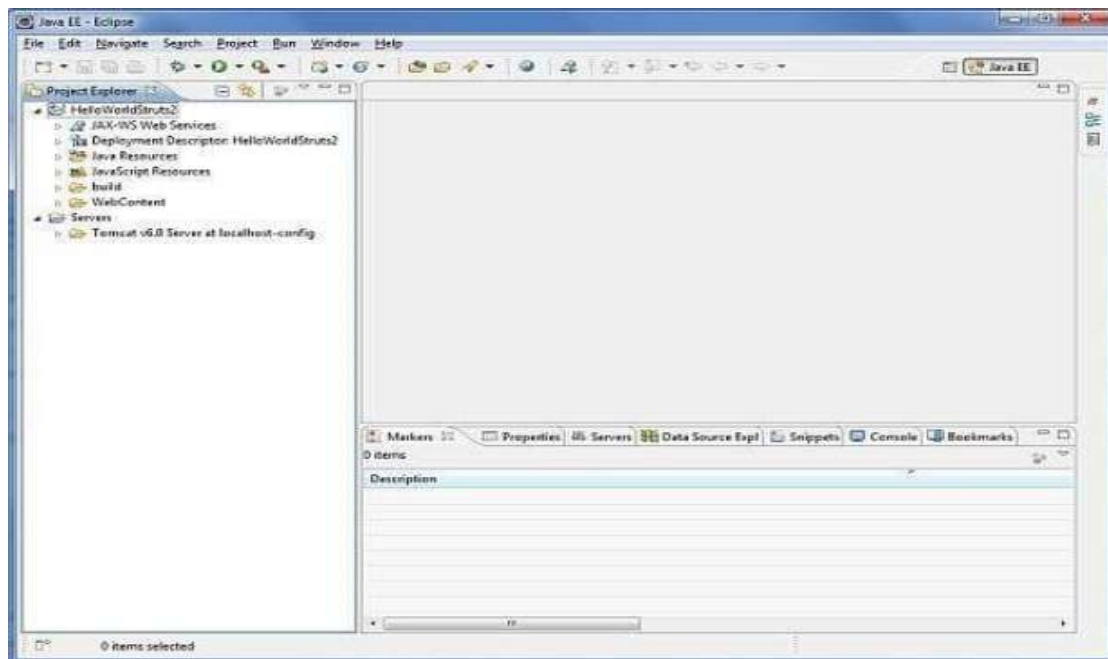 Java EE - Eclipse
File Edit Navigate Search Project Run Window Help
Java EE
Project Explorer
HelloWorldStruts2
JAX-WS Web Services
Deployment Descriptor: HelloWorldStruts2
Java Resources
JavaScript Resources
build
WebContent
Servers
Tomcat v6.0 Server at localhost-config
Markers Properties Servers Data Source Expl Snippets Console Bookmarks
0 items
Description
0 items selected